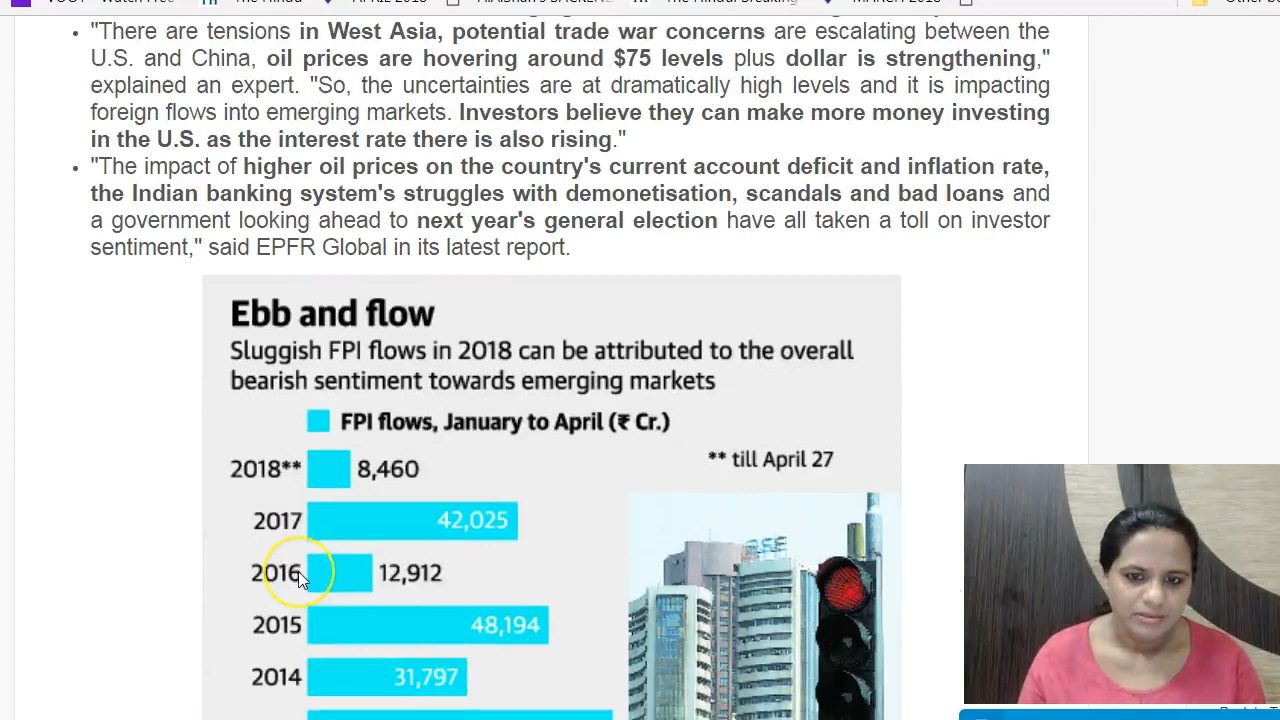 MARCH 2018
• "There are tensions in West Asia, potential trade war concerns are escalating between the
U.S. and China, oil prices are hovering around $75 levels plus dollar is strengthening,"
explained an expert. "So, the uncertainties are at dramatically high levels and it is impacting
foreign flows into emerging markets. Investors believe they can make more money investing
in the U.S. as the interest rate there is also rising."
• "The impact of higher oil prices on the country's current account deficit and inflation rate,
the Indian banking system's struggles with demonetisation, scandals and bad loans and
a government looking ahead to next year's general election have all taken a toll on investor
sentiment," said EPFR Global in its latest report.
Ebb and flow
Sluggish FPI flows in 2018 can be attributed to the overall
bearish sentiment towards emerging markets
FPI flows, January to April (₹ Cr.)
** till April 27
2018** 8,460
2017 42,025
2016 12,912
2015 48,194
2014 31,797
BSE